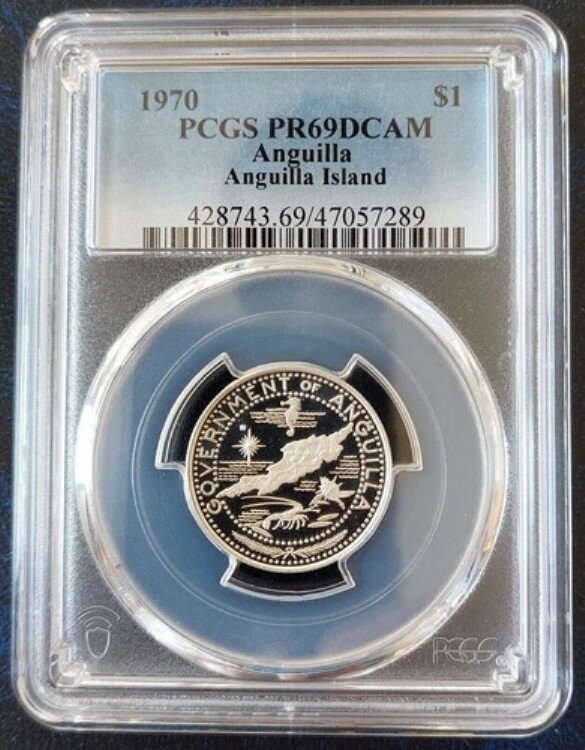 1970 $1
PCGS PR69DCAM
Anguilla
Anguilla Island
428743.69/47057289
GOVERNMENT OF ANGUILLA
PCGS